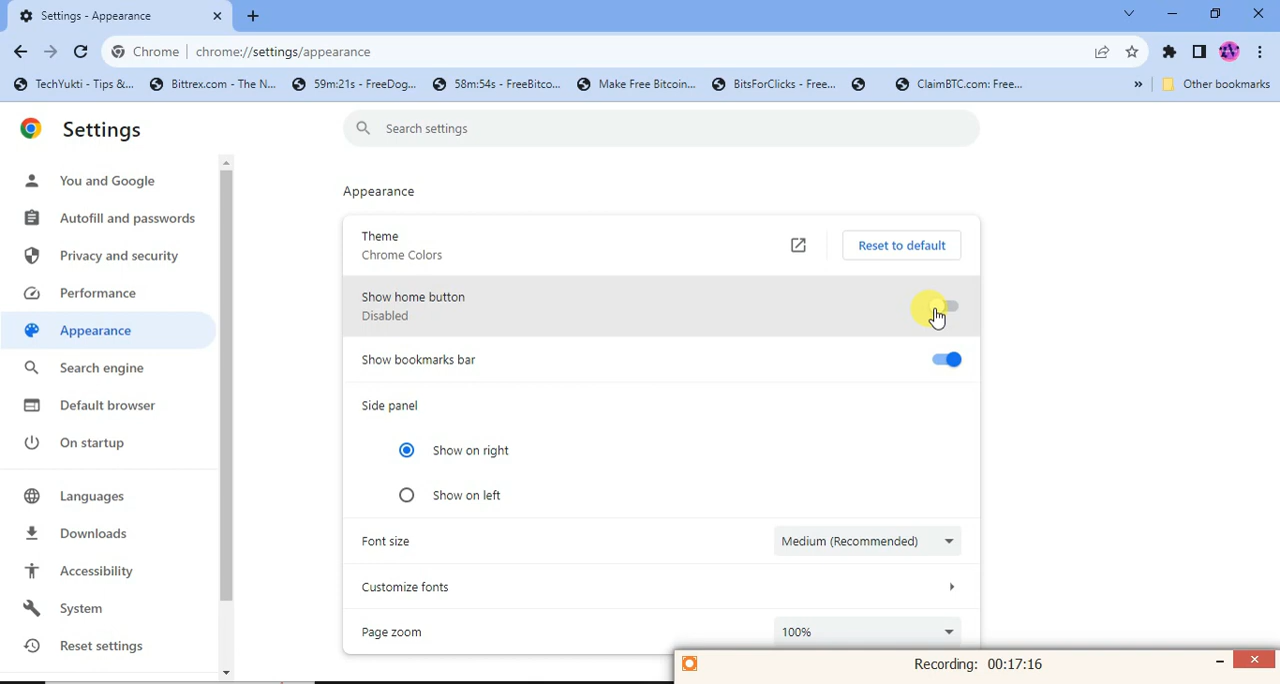 Settings - Appearance
Chrome | chrome://settings/appearance
TechYukti - Tips &... Bittrex.com - The N... 59m:21s - FreeDog... 58m:54s - FreeBitco... Make Free Bitcoin... BitsForClicks - Free... ClaimBTC.com: Free... » Other bookmarks
Settings
Search settings
You and Google
Autofill and passwords
Privacy and security
Performance
Appearance
Search engine
Default browser
On startup
Languages
Downloads
Accessibility
System
Reset settings
Appearance
Theme
Chrome Colors
Reset to default
Show home button
Disabled
Show bookmarks bar
Side panel
Show on right
Show on left
Font size
Medium (Recommended)
Customize fonts
Page zoom
100%
Recording: 00:17:16